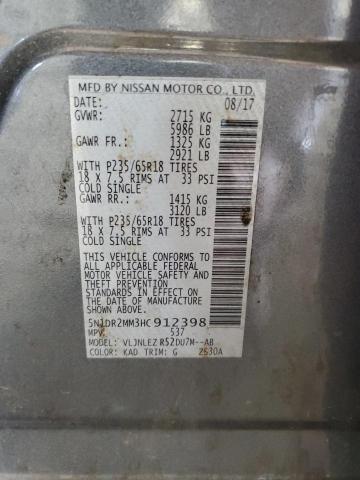 MFD BY NISSAN MOTOR CO., LTD.
DATE: 08/17
GVWR: 2715 KG
5986 LB
GAWR FR.: 1325 KG
2921 LB
WITH P235/65R18 TIRES
18 X 7.5 RIMS AT 33 PSI
COLD SINGLE
GAWR RR.: 1415 KG
3120 LB
WITH P235/65R18 TIRES
18 X 7.5 RIMS AT 33 PSI
COLD SINGLE
THIS VEHICLE CONFORMS TO
ALL APPLICABLE FEDERAL
MOTOR VEHICLE SAFETY AND
THEFT PREVENTION
STANDARDS IN EFFECT ON
THE DATE OF MANUFACTURE
SHOWN ABOVE.
5N1DR2MM3HC912398
MPV 537
MODEL: VLJNLEZ R52DU7M--AB
COLOR: KAD TRIM: G 2S30A